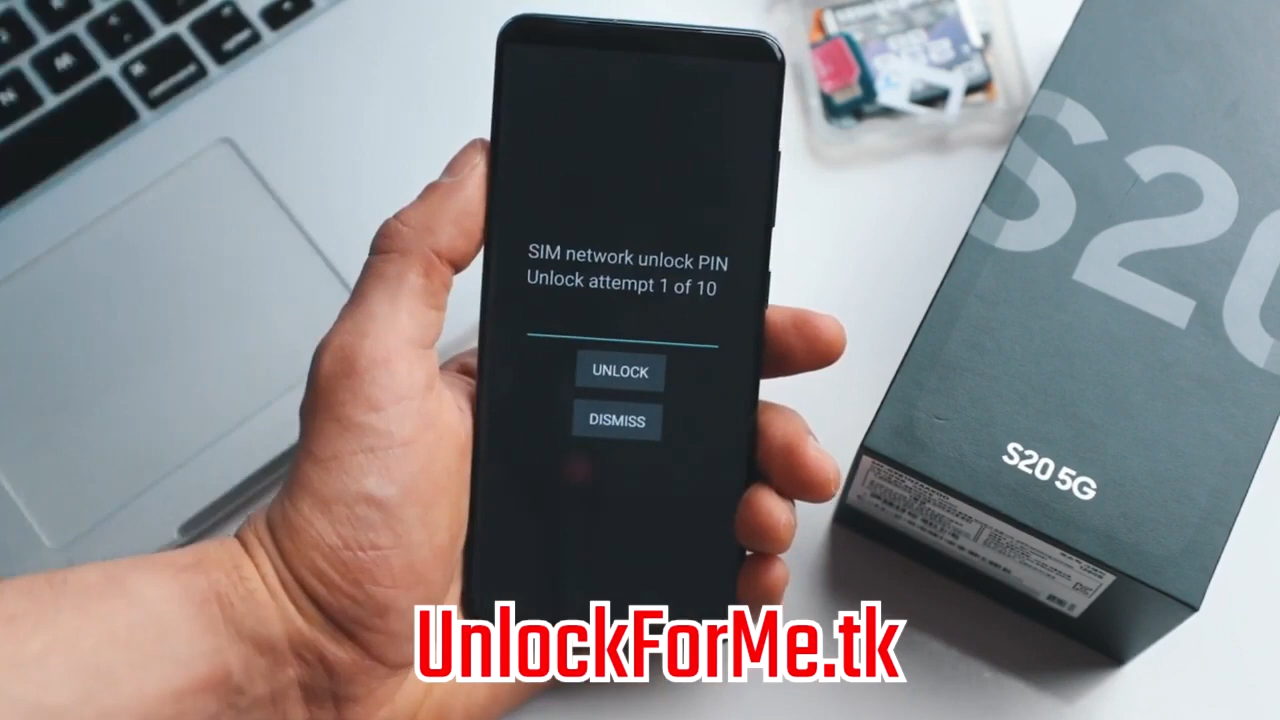 SIM network unlock PIN
Unlock attempt 1 of 10
UNLOCK
DISMISS
S20
S20 5G
UnlockForMe.tk
M
N
K